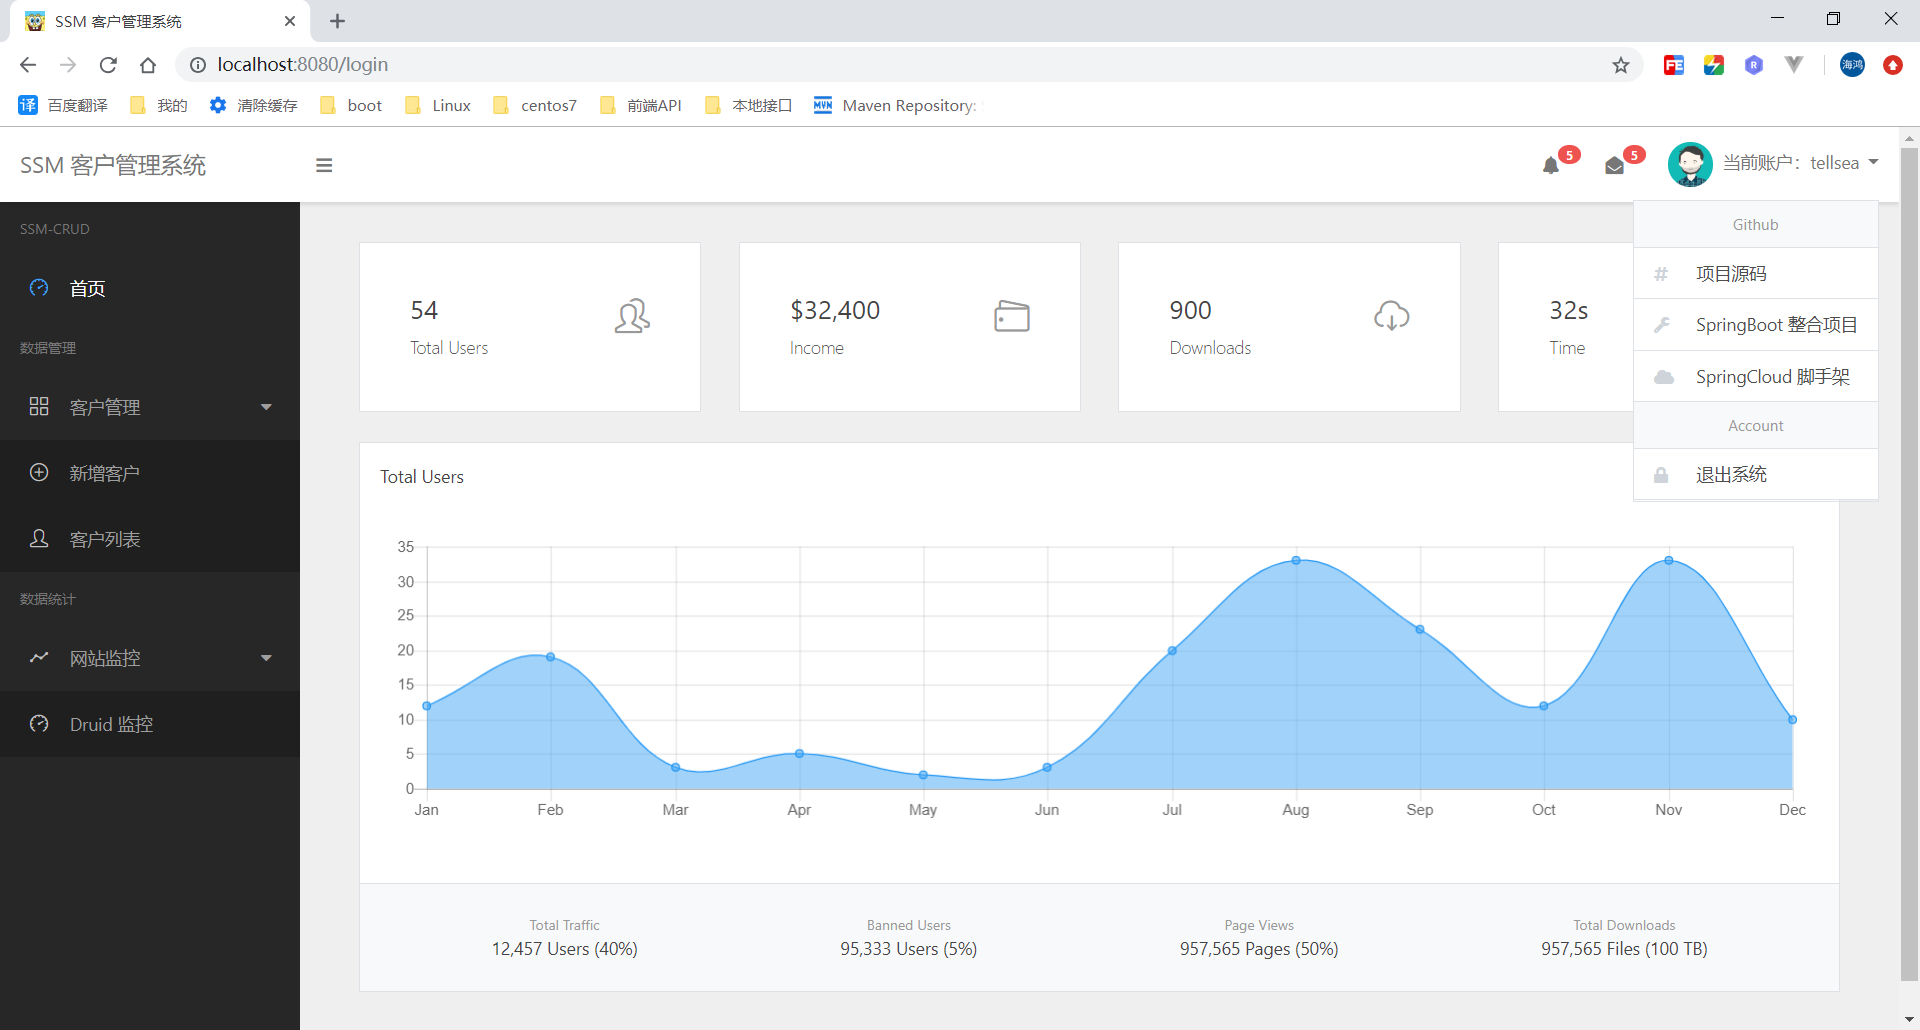 SSM 客户管理系统
localhost:8080/login
FE
R
海鸿
译 百度翻译
我的
清除缓存
boot
Linux
centos7
前端API
本地接口
MVN Maven Repository:
SSM 客户管理系统
5
5
当前账户：tellsea
Github
项目源码
SpringBoot 整合项目
SpringCloud 脚手架
Account
退出系统
SSM-CRUD
首页
数据管理
客户管理
新增客户
客户列表
数据统计
网站监控
Druid 监控
54
Total Users
$32,400
Income
900
Downloads
32s
Time
Total Users
35
30
25
20
15
10
5
0
Jan Feb Mar Apr May Jun Jul Aug Sep Oct Nov Dec
Total Traffic
12,457 Users (40%)
Banned Users
95,333 Users (5%)
Page Views
957,565 Pages (50%)
Total Downloads
957,565 Files (100 TB)